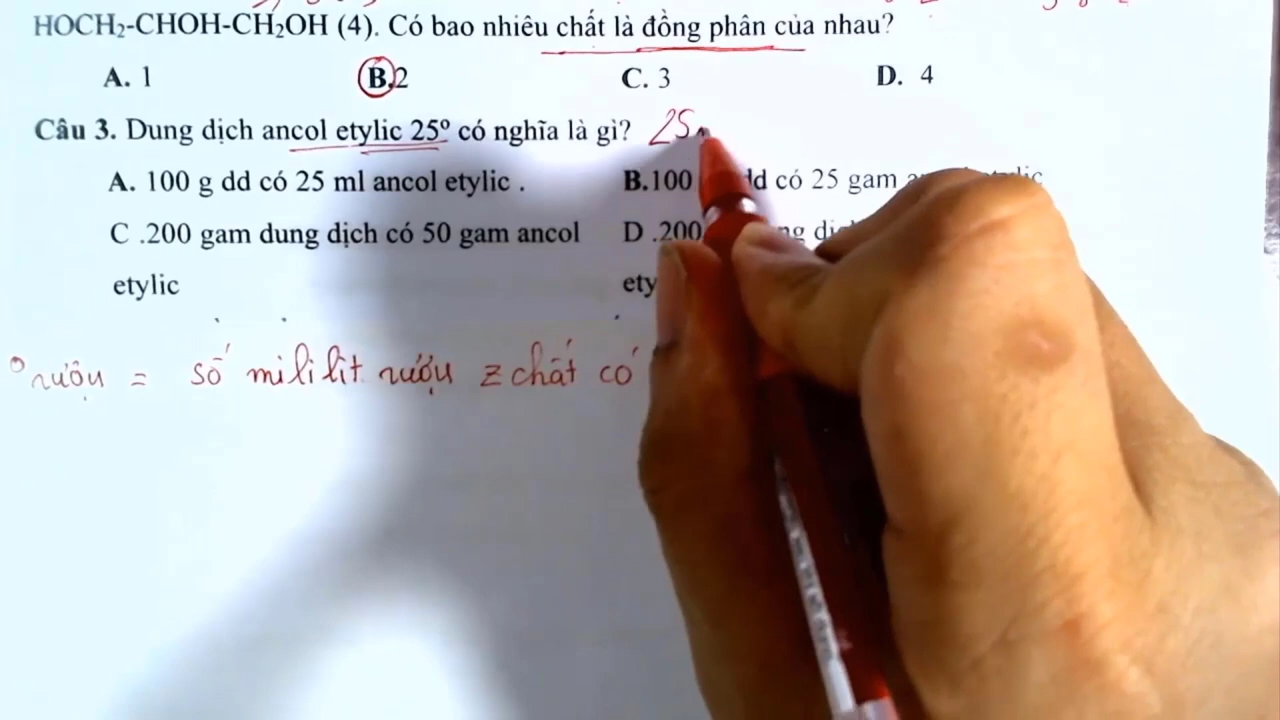 HOCH₂-CHOH-CH₂OH (4). Có bao nhiêu chất là đồng phân của nhau?
A. 1 B.2 C. 3 D. 4
Câu 3. Dung dịch ancol etylic 25º có nghĩa là gì? 25
A. 100 g dd có 25 ml ancol etylic . B.100 dd có 25 gam
C .200 gam dung dịch có 50 gam ancol D .200
etylic
°rượu = số mililit rượu z chất có